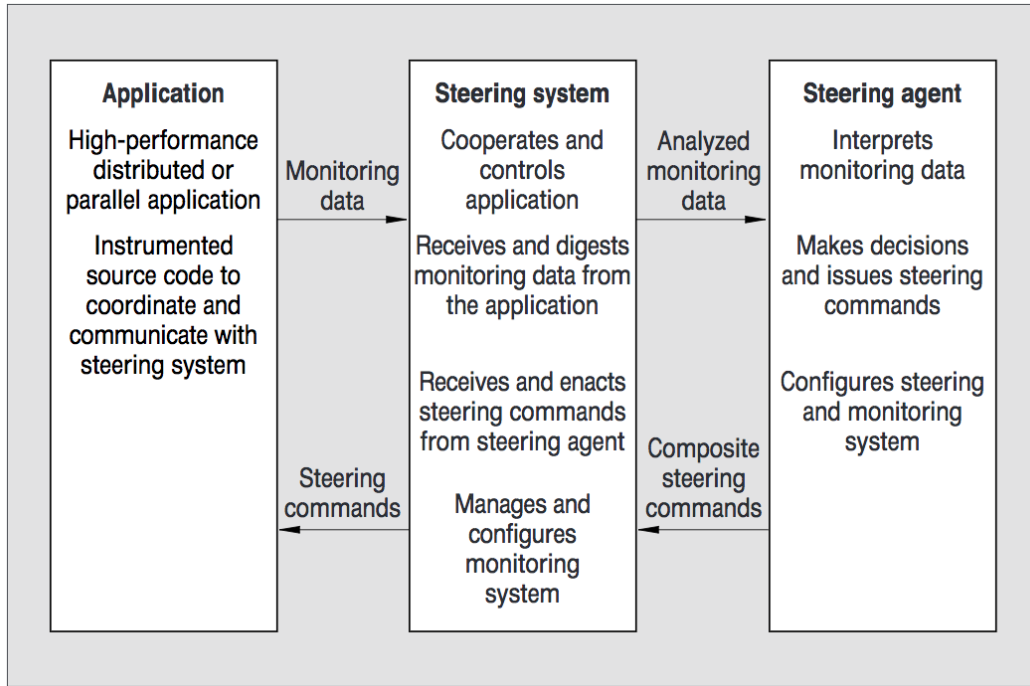 Application
High-performance
distributed or
parallel application
Instrumented
source code to
coordinate and
communicate with
steering system
Monitoring
data
Steering
commands
Steering system
Cooperates and
controls
application
Receives and digests
monitoring data from
the application
Receives and enacts
steering commands
from steering agent
Manages and
configures
monitoring
system
Analyzed
monitoring
data
Composite
steering
commands
Steering agent
Interprets
monitoring data
Makes decisions
and issues steering
commands
Configures steering
and monitoring
system